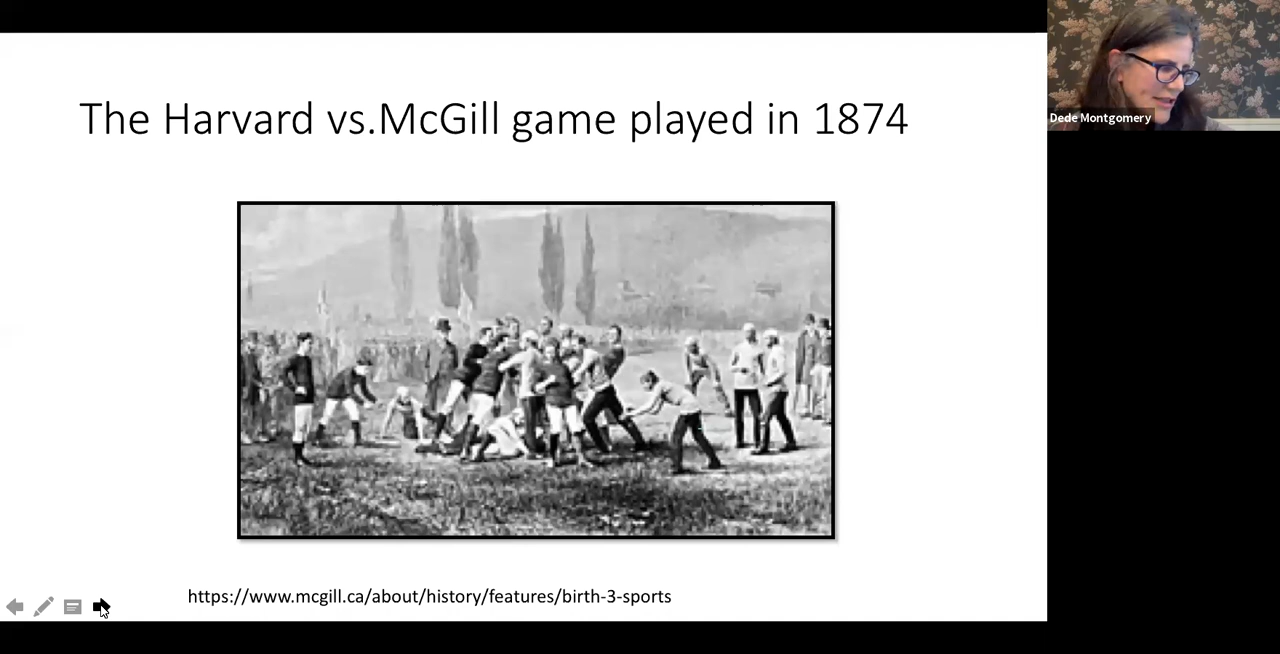 The Harvard vs.McGill game played in 1874
Dede Montgomery
https://www.mcgill.ca/about/history/features/birth-3-sports